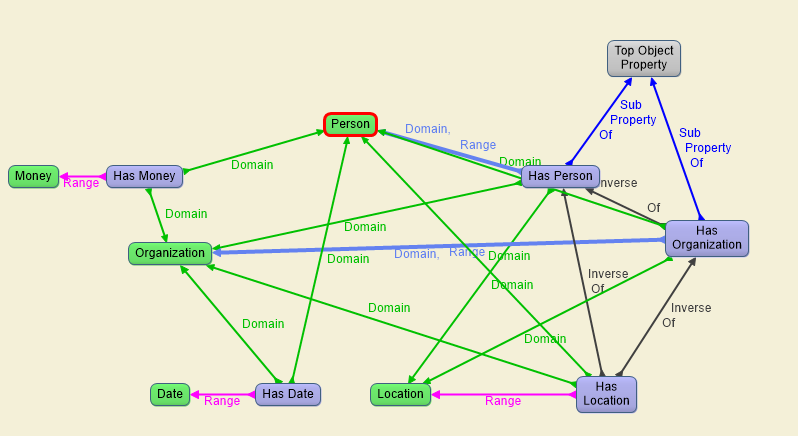 Top Object
Property
Sub
Property
Of
Sub
Property
Of
Person
Domain,
Range
Domain
Domain
Money
Range
Has Money
Has Person
Inverse
Of
Domain
Domain
Has
Organization
Organization
Domain,
Range
Domain
Domain
Domain
Inverse
Of
Inverse
Of
Domain
Domain
Domain
Date
Range
Has Date
Location
Range
Has
Location